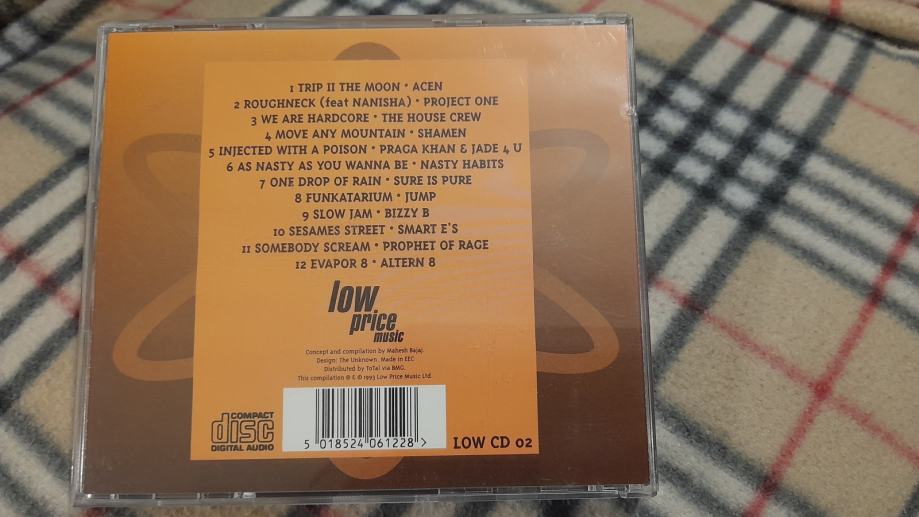 1 TRIP II THE MOON • ACEN
2 ROUGHNECK (feat NANISHA) • PROJECT ONE
3 WE ARE HARDCORE • THE HOUSE CREW
4 MOVE ANY MOUNTAIN • SHAMEN
5 INJECTED WITH A POISON • PRAGA KHAN & JADE 4 U
6 AS NASTY AS YOU WANNA BE • NASTY HABITS
7 ONE DROP OF RAIN • SURE IS PURE
8 FUNKATARIUM • JUMP
9 SLOW JAM • BIZZY B
10 SESAMES STREET • SMART E'S
11 SOMEBODY SCREAM • PROPHET OF RAGE
12 EVAPOR 8 • ALTERN 8
low
price
music
Concept and compilation by Mahesh Bajaj.
Design: The Unknown. Made in EEC
Distributed by ToTal via BMG.
This compilation ℗ & © 1993 Low Price Music Ltd.
COMPACT
disc
DIGITAL AUDIO
5 018524 061228 >
LOW CD 02